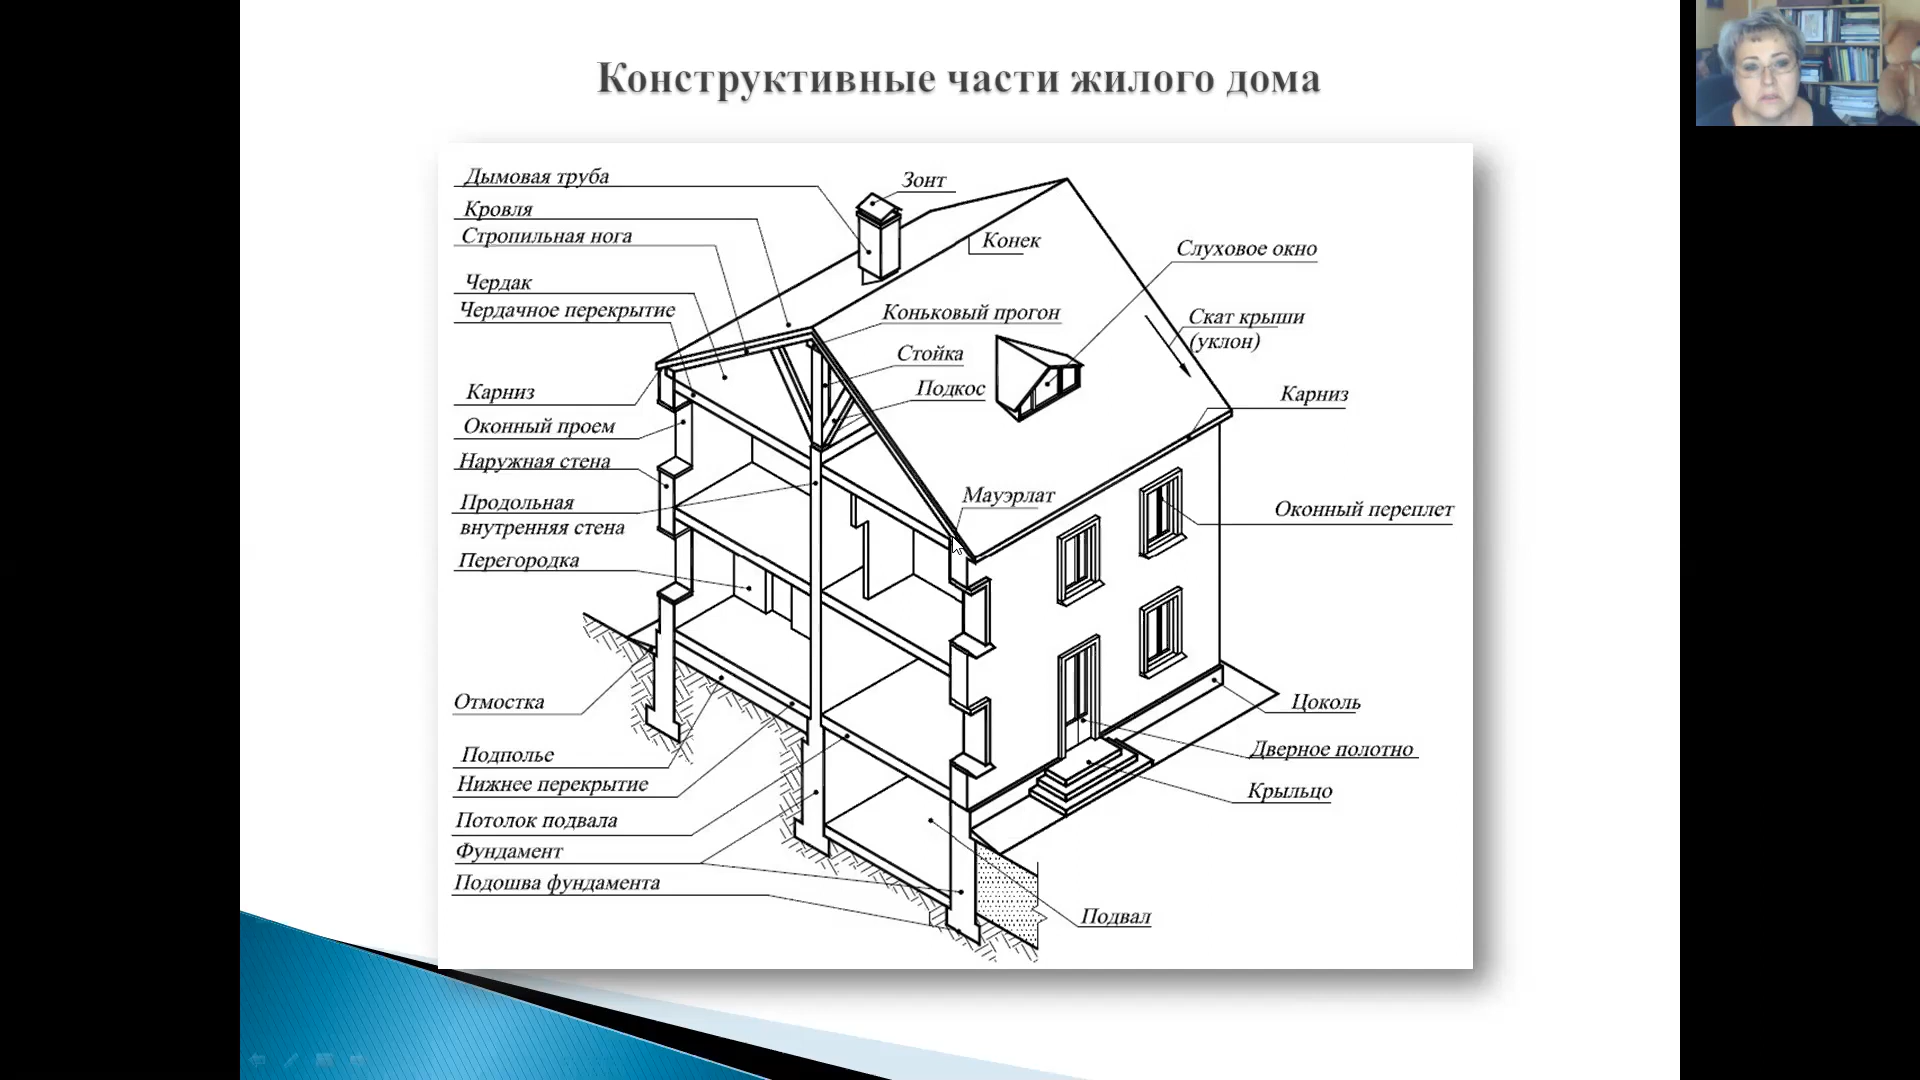 Конструктивные части жилого дома
Дымовая труба
Зонт
Кровля
Стропильная нога
Конек
Слуховое окно
Чердак
Чердачное перекрытие
Коньковый прогон
Скат крыши
(уклон)
Стойка
Подкос
Карниз
Карниз
Оконный проем
Наружная стена
Мауэрлат
Продольная
внутренняя стена
Оконный переплет
Перегородка
Отмостка
Цоколь
Подполье
Дверное полотно
Нижнее перекрытие
Крыльцо
Потолок подвала
Фундамент
Подошва фундамента
Подвал